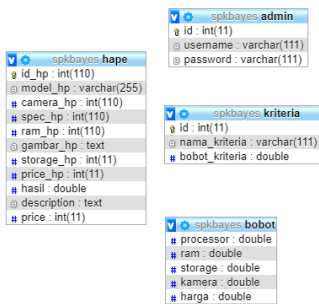 spkbayes hape
id_hp : int(110)
model_hp : varchar(255)
camera_hp : int(110)
spec_hp : int(110)
ram_hp : int(110)
gambar_hp : text
storage_hp : int(11)
price_hp : int(11)
hasil : double
description : text
price : int(11)
spkbayes admin
id : int(11)
username : varchar(111)
password : varchar(111)
spkbayes kriteria
id : int(11)
nama_kriteria : varchar(111)
bobot_kriteria : double
spkbayes bobot
processor : double
ram : double
storage : double
kamera : double
harga : double